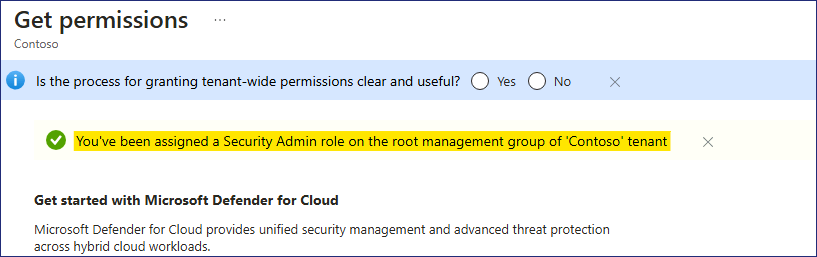 Get permissions ...
Contoso
Is the process for granting tenant-wide permissions clear and useful? Yes No
You've been assigned a Security Admin role on the root management group of 'Contoso' tenant
Get started with Microsoft Defender for Cloud
Microsoft Defender for Cloud provides unified security management and advanced threat protection
across hybrid cloud workloads.